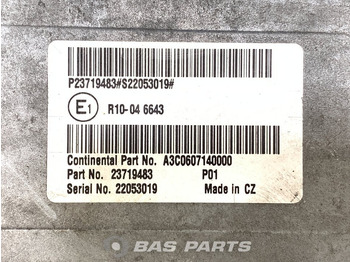 P23719483#S22053019#
E1 R10-04 6643
Continental Part No. A3C0607140000
Part No. 23719483 P01
Serial No. 22053019 Made in CZ
BAS PARTS